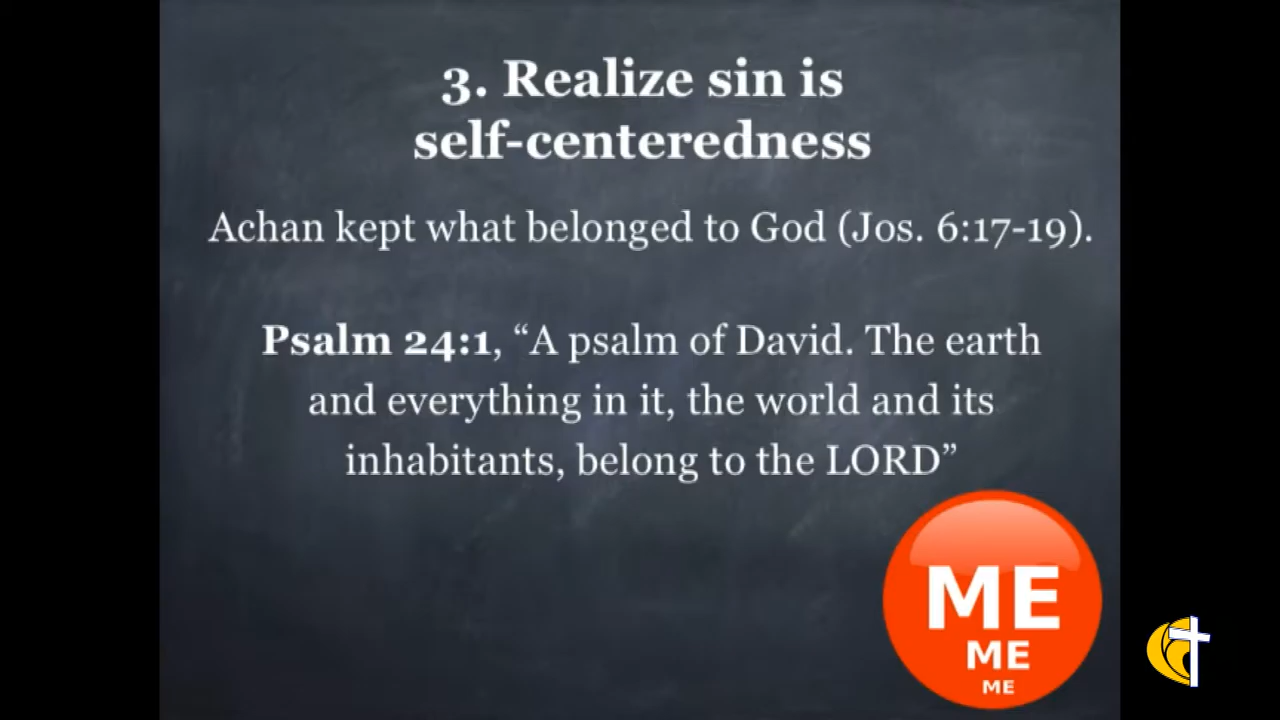 3. Realize sin is
self-centeredness
Achan kept what belonged to God (Jos. 6:17-19).
Psalm 24:1, “A psalm of David. The earth
and everything in it, the world and its
inhabitants, belong to the LORD”
ME
ME
ME